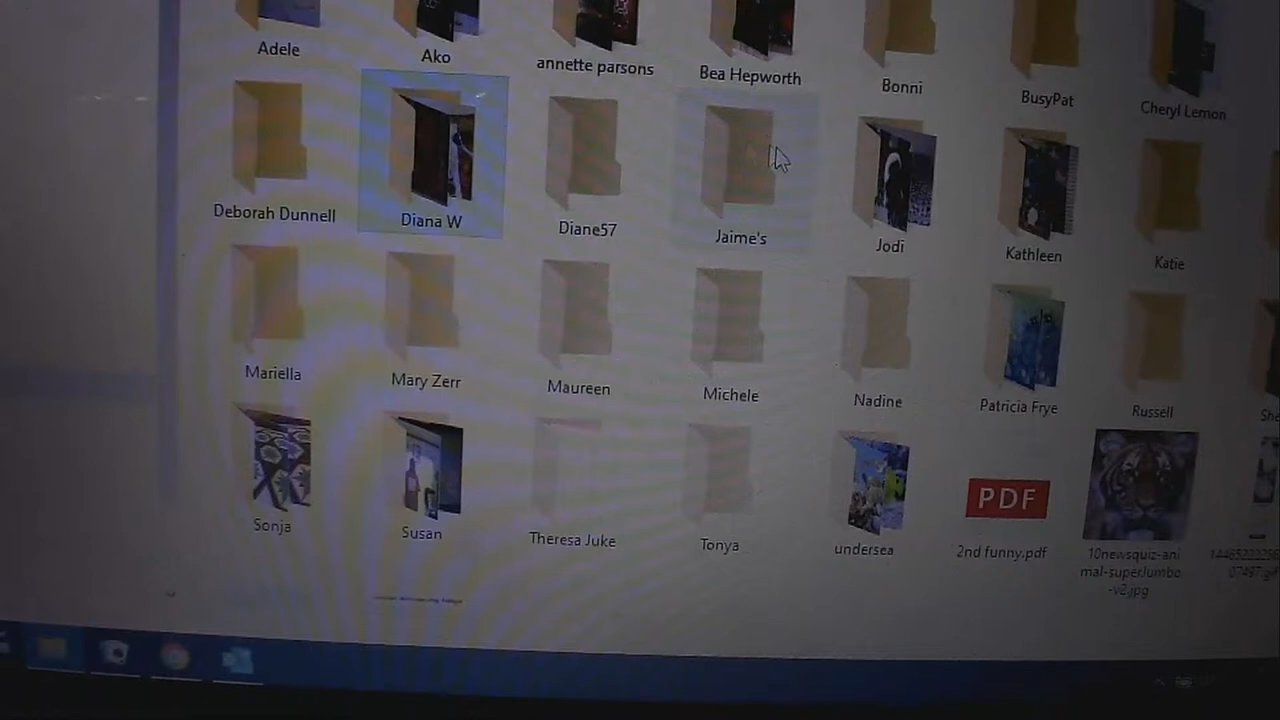 Adele
Ako
annette parsons
Bea Hepworth
Bonni
BusyPat
Cheryl Lemon
Deborah Dunnell
Diana W
Diane57
Jaime's
Jodi
Kathleen
Katie
Mariella
Mary Zerr
Maureen
Michele
Nadine
Patricia Frye
Russell
Sonja
Susan
Theresa Juke
Tonya
undersea
PDF
2nd funny.pdf
10newsquiz-ani
mal-superJumbo
-v2.jpg